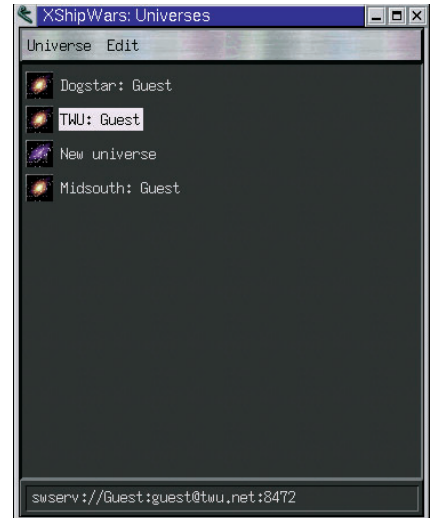 XShipWars: Universes
Universe Edit
Dogstar: Guest
TWU: Guest
New universe
Midsouth: Guest
swserv://Guest:guest@twu.net:8472